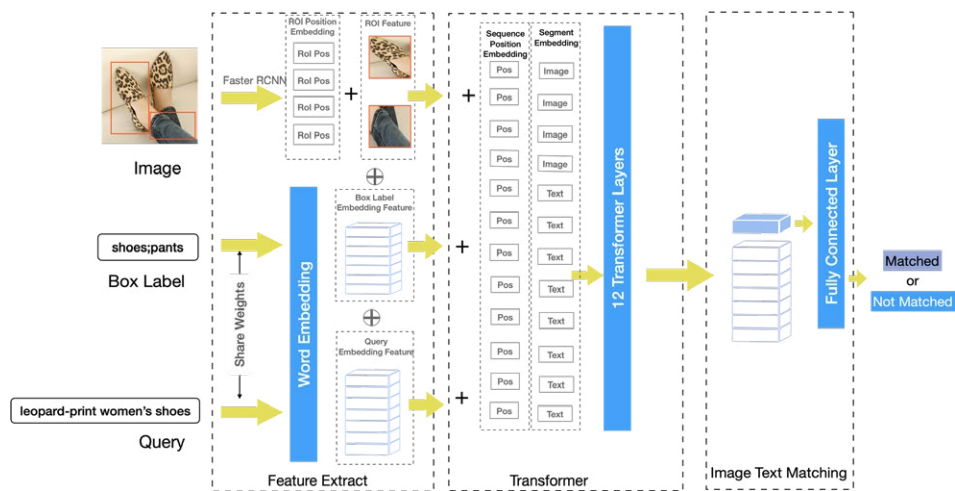 ROI Position
Embedding
ROI Feature
RoI Pos
RoI Pos
RoI Pos
RoI Pos
+
Faster RCNN
Image
Box Label
Embedding Feature
shoes;pants
Box Label
Share Weights
Word Embedding
Query
Embedding Feature
leopard-print women's shoes
Query
Feature Extract
Sequence
Position
Embedding
Segment
Embedding
+
+
+
Pos
Image
Pos
Image
Pos
Image
Pos
Image
Pos
Text
Pos
Text
Pos
Text
Pos
Text
Pos
Text
Pos
Text
Pos
Text
Pos
Text
12 Transformer Layers
Transformer
Fully Connected Layer
Matched
or
Not Matched
Image Text Matching